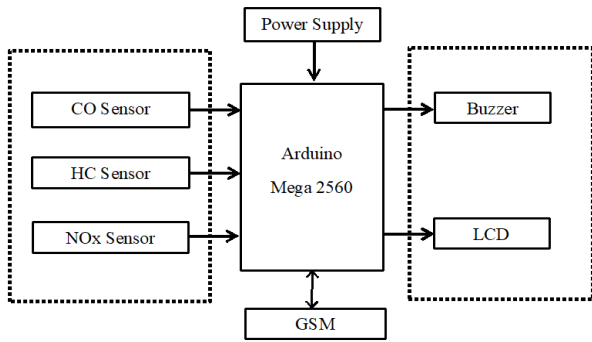 Power Supply
CO Sensor
HC Sensor
NOx Sensor
Arduino
Mega 2560
Buzzer
LCD
GSM